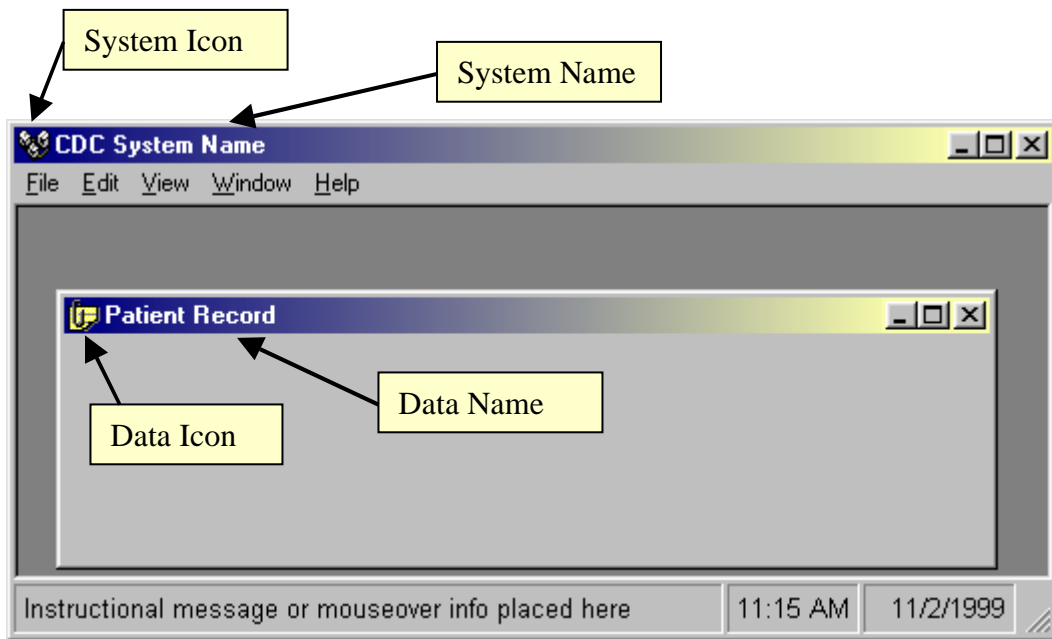 System Icon
System Name
CDC System Name
File Edit View Window Help
Patient Record
Data Name
Data Icon
Instructional message or mouseover info placed here 11:15 AM 11/2/1999